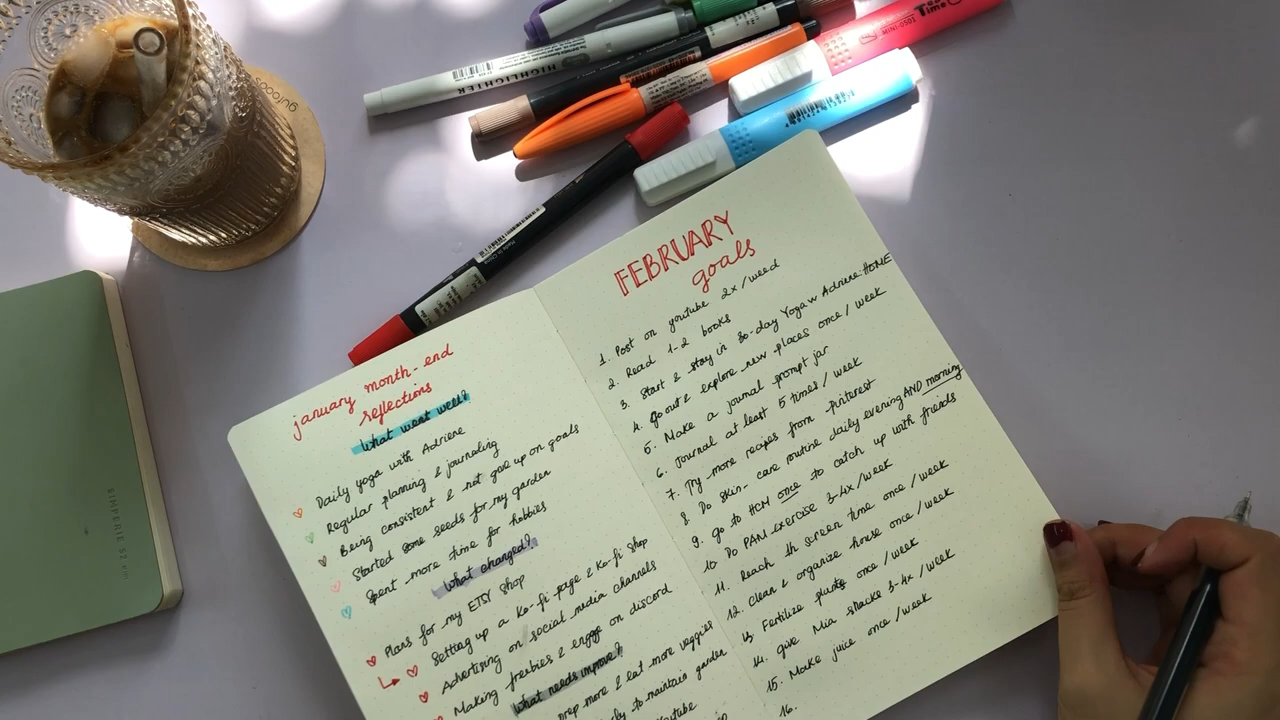 HIGHLIGHTER
MINI-0501
Time
SIMPERIE
january month-end
reflections
What went well?
Daily yoga with Adriene
Regular planning & journaling
Being consistent & not give up on goals
Started some seeds for my garden
Spent more time for hobbies
What changed?
Plans for my ETSY shop
Setting up a Ko-fi page & Ko-fi shop
Advertising on social media channels
Making freebies & engage on discord
What needs improve?
prep more & eat more veggies
to maintain garden
FEBRUARY
goals
1. Post on youtube 2x/weed
2. Read 1-2 books
3. Start & stay in 30-day Yoga w Adriene: HOME
4. Go out & explore new places once / week
5. Make a journal prompt jar
6. Journal at least 5 times / week
7. Try more recipes from pinterest
8. Do skin-care routine daily evening AND morning
9. go to HCM once to catch up with friends
10. Do PAM exercise 3-4x/week
11. Reach 1h screen time once / week
12. Clean & organize house once / week
13. Fertilize plants once / week
14. give Mia snacks 3-4x / week
15. Make juice once / week
16.